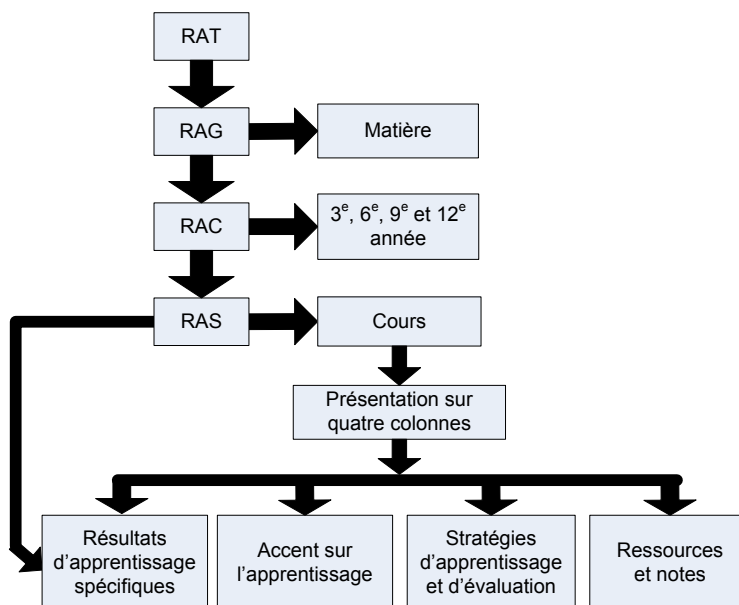 RAT
RAG
Matière
RAC
3e, 6e, 9e et 12e
année
RAS
Cours
Présentation sur
quatre colonnes
Résultats
d’apprentissage
spécifiques
Accent sur
l’apprentissage
Stratégies
d’apprentissage
et d’évaluation
Ressources
et notes